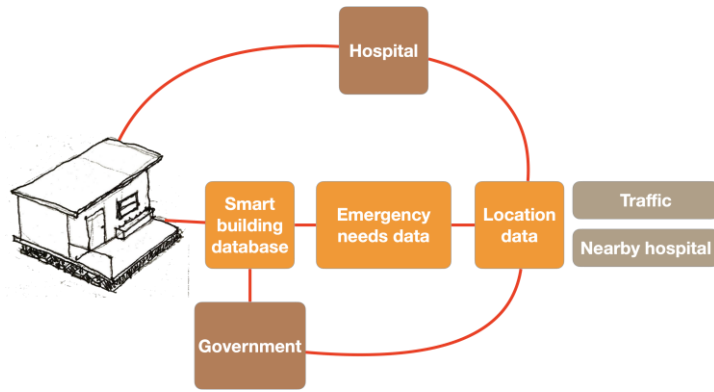 Hospital
Smart
building
database
Emergency
needs data
Location
data
Traffic
Nearby hospital
Government